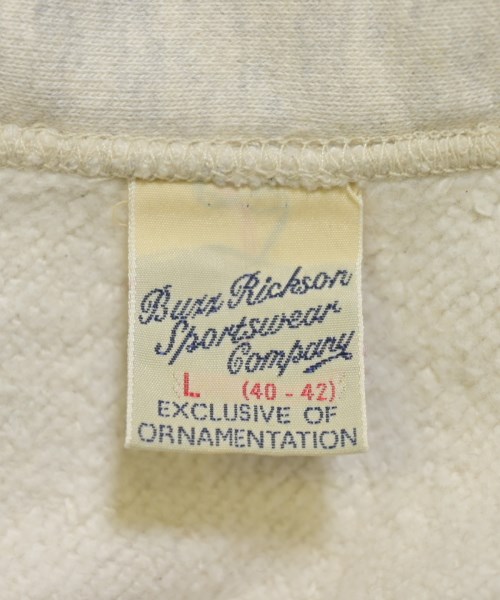 Buzz Rickson
Sportswear
Company
L (40 - 42)
EXCLUSIVE OF
ORNAMENTATION